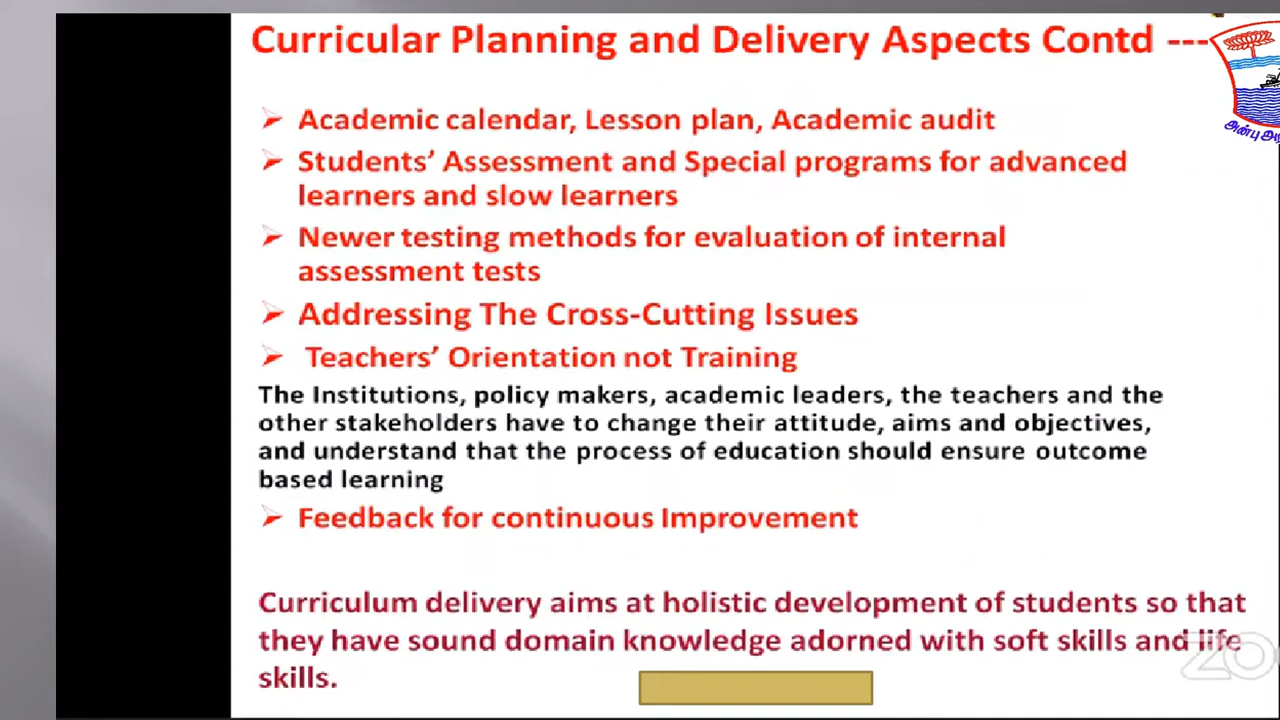 Curricular Planning and Delivery Aspects Contd ---
Academic calendar, Lesson plan, Academic audit
Students’ Assessment and Special programs for advanced
learners and slow learners
Newer testing methods for evaluation of internal
assessment tests
Addressing The Cross-Cutting Issues
Teachers’ Orientation not Training
The Institutions, policy makers, academic leaders, the teachers and the
other stakeholders have to change their attitude, aims and objectives,
and understand that the process of education should ensure outcome
based learning
Feedback for continuous Improvement
Curriculum delivery aims at holistic development of students so that
they have sound domain knowledge adorned with soft skills and life
skills.
அன்பு